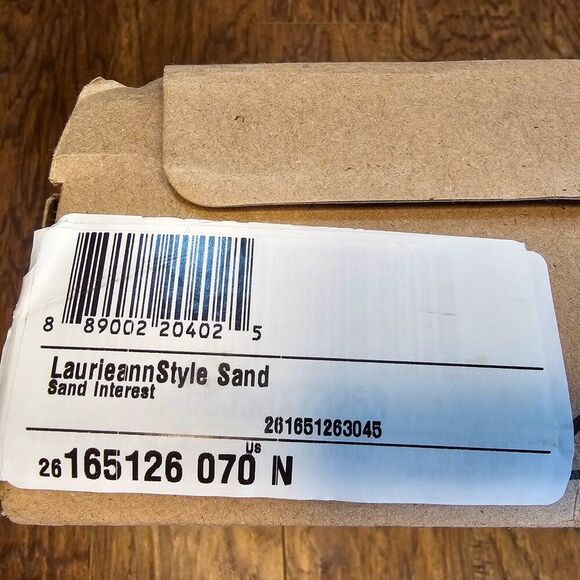 8 89002 20402 5
LaurieannStyle Sand
Sand Interest
261651263045
US
26 165126 070 N